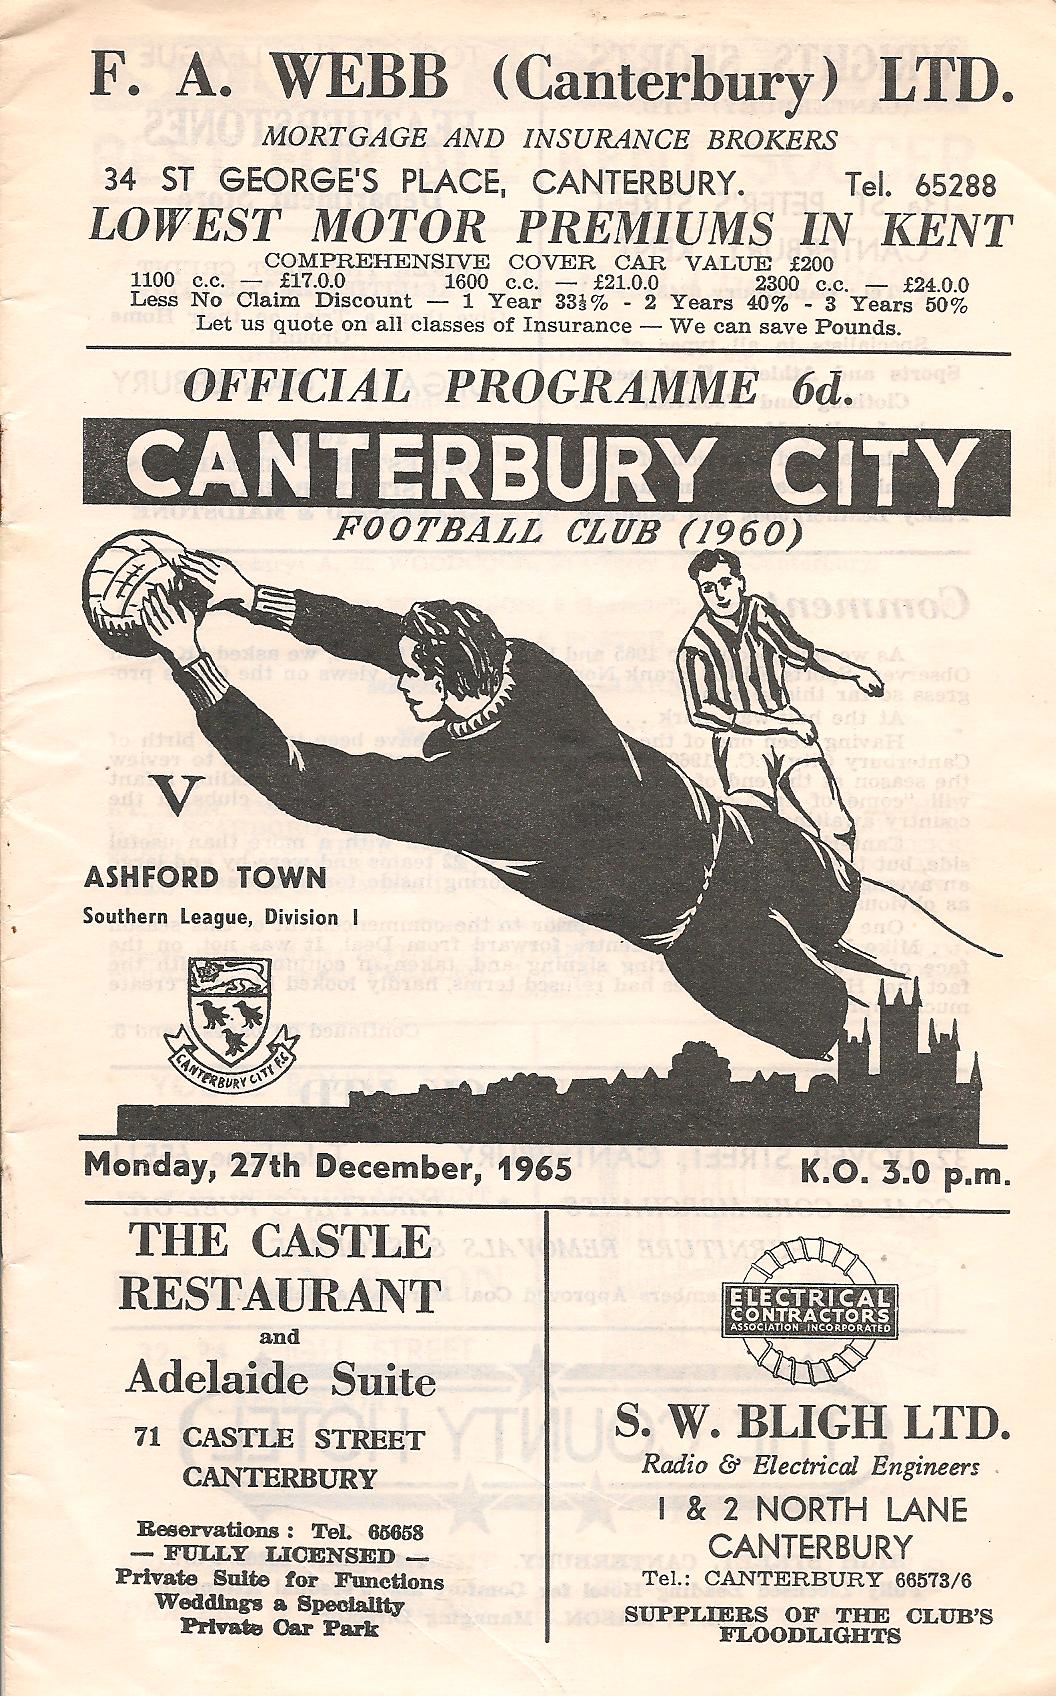 F. A. WEBB (Canterbury) LTD.
MORTGAGE AND INSURANCE BROKERS
34 ST GEORGE'S PLACE, CANTERBURY. Tel. 65288
LOWEST MOTOR PREMIUMS IN KENT
COMPREHENSIVE COVER CAR VALUE £200
1100 c.c. — £17.0.0 1600 c.c. — £21.0.0 2300 c.c. — £24.0.0
Less No Claim Discount — 1 Year 33⅓% - 2 Years 40% - 3 Years 50%
Let us quote on all classes of Insurance — We can save Pounds.
OFFICIAL PROGRAMME 6d.
CANTERBURY CITY
FOOTBALL CLUB (1960)
V
ASHFORD TOWN
Southern League, Division I
CANTERBURY CITY F.C
Monday, 27th December, 1965 K.O. 3.0 p.m.
THE CASTLE
RESTAURANT
and
Adelaide Suite
71 CASTLE STREET
CANTERBURY
Reservations : Tel. 65658
— FULLY LICENSED —
Private Suite for Functions
Weddings a Speciality
Private Car Park
ELECTRICAL
CONTRACTORS
ASSOCIATION INCORPORATED
S. W. BLIGH LTD.
Radio & Electrical Engineers
1 & 2 NORTH LANE
CANTERBURY
Tel.: CANTERBURY 66573/6
SUPPLIERS OF THE CLUB'S
FLOODLIGHTS